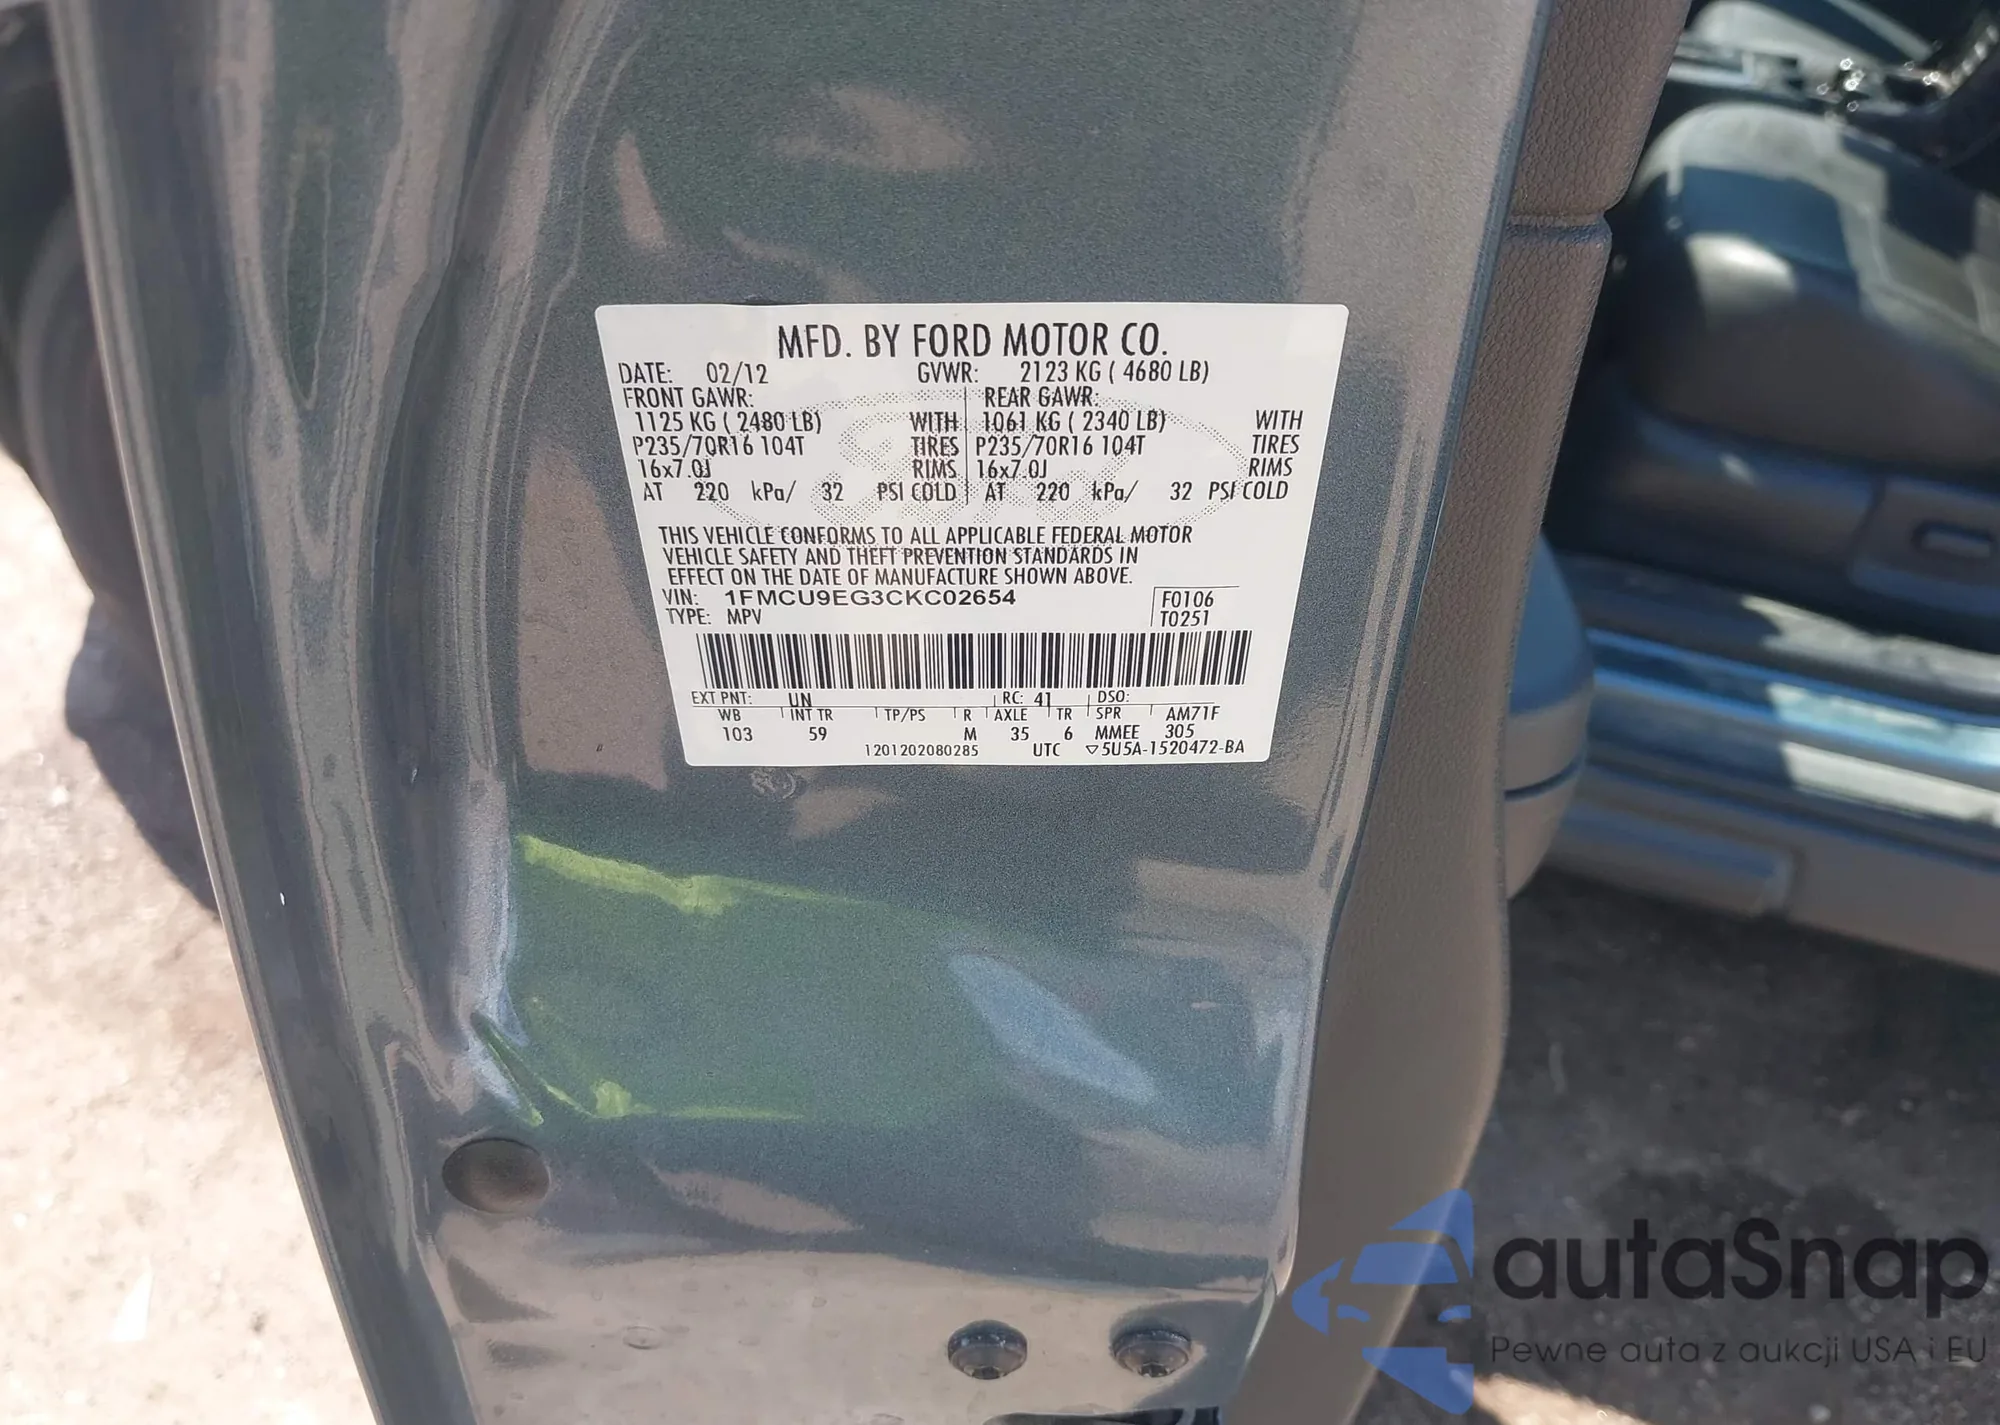 MFD. BY FORD MOTOR CO.
DATE: 02/12 GVWR: 2123 KG ( 4680 LB)
FRONT GAWR: REAR GAWR:
1125 KG ( 2480 LB) WITH 1061 KG ( 2340 LB) WITH
P235/70R16 104T TIRES P235/70R16 104T TIRES
16x7.0J RIMS 16x7.0J RIMS
AT 220 kPa/ 32 PSI COLD AT 220 kPa/ 32 PSI COLD
THIS VEHICLE CONFORMS TO ALL APPLICABLE FEDERAL MOTOR
VEHICLE SAFETY AND THEFT PREVENTION STANDARDS IN
EFFECT ON THE DATE OF MANUFACTURE SHOWN ABOVE.
VIN: 1FMCU9EG3CKC02654 F0106
TYPE: MPV T0251
EXT PNT: UN RC: 41 DSO:
WB INT TR TP/PS R AXLE TR SPR AM71F
103 59 M 35 6 MMEE 305
1201202080285 UTC ▽5U5A-1520472-BA
autaSnap
Pewne auta z aukcji USA i EU